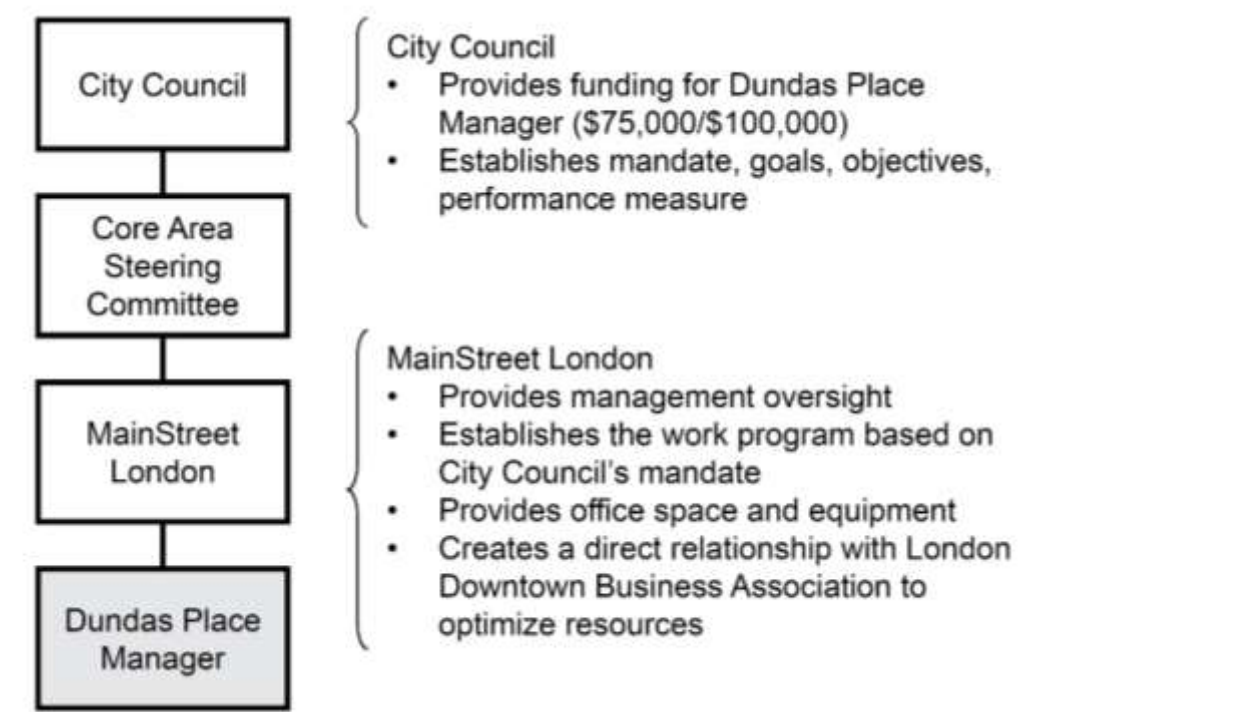 City Council
Core Area
Steering
Committee
MainStreet
London
Dundas Place
Manager
City Council
• Provides funding for Dundas Place
Manager ($75,000/$100,000)
• Establishes mandate, goals, objectives,
performance measure
MainStreet London
• Provides management oversight
• Establishes the work program based on
City Council's mandate
• Provides office space and equipment
• Creates a direct relationship with London
Downtown Business Association to
optimize resources